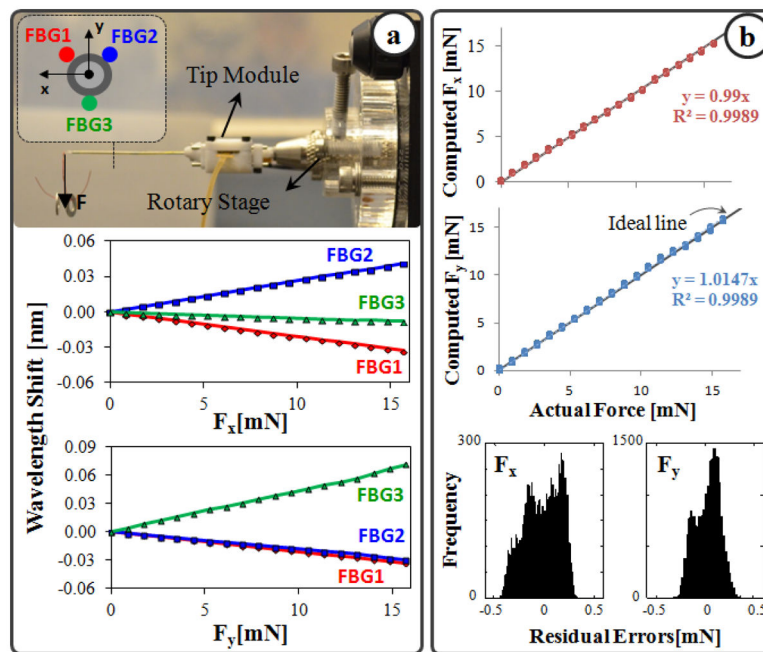 a
y
FBG1
FBG2
x
FBG3
Tip Module
F
Rotary Stage
Wavelength Shift [nm]
0.06
0.03
0.00
-0.03
-0.06
FBG2
FBG3
FBG1
0
5
10
15
Fx[mN]
0.09
0.06
0.03
0.00
-0.03
-0.06
FBG3
FBG2
FBG1
0
5
10
15
Fy[mN]
b
Computed Fx [mN]
15
10
5
0
y = 0.99x
R² = 0.9989
5
10
15
Computed Fy [mN]
15
10
5
0
Ideal line
y = 1.0147x
R² = 0.9989
0
5
10
15
Actual Force [mN]
Frequency
300
0
Fx
-0.5
0
0.5
1500
0
Fy
-0.5
0
0.5
Residual Errors[mN]